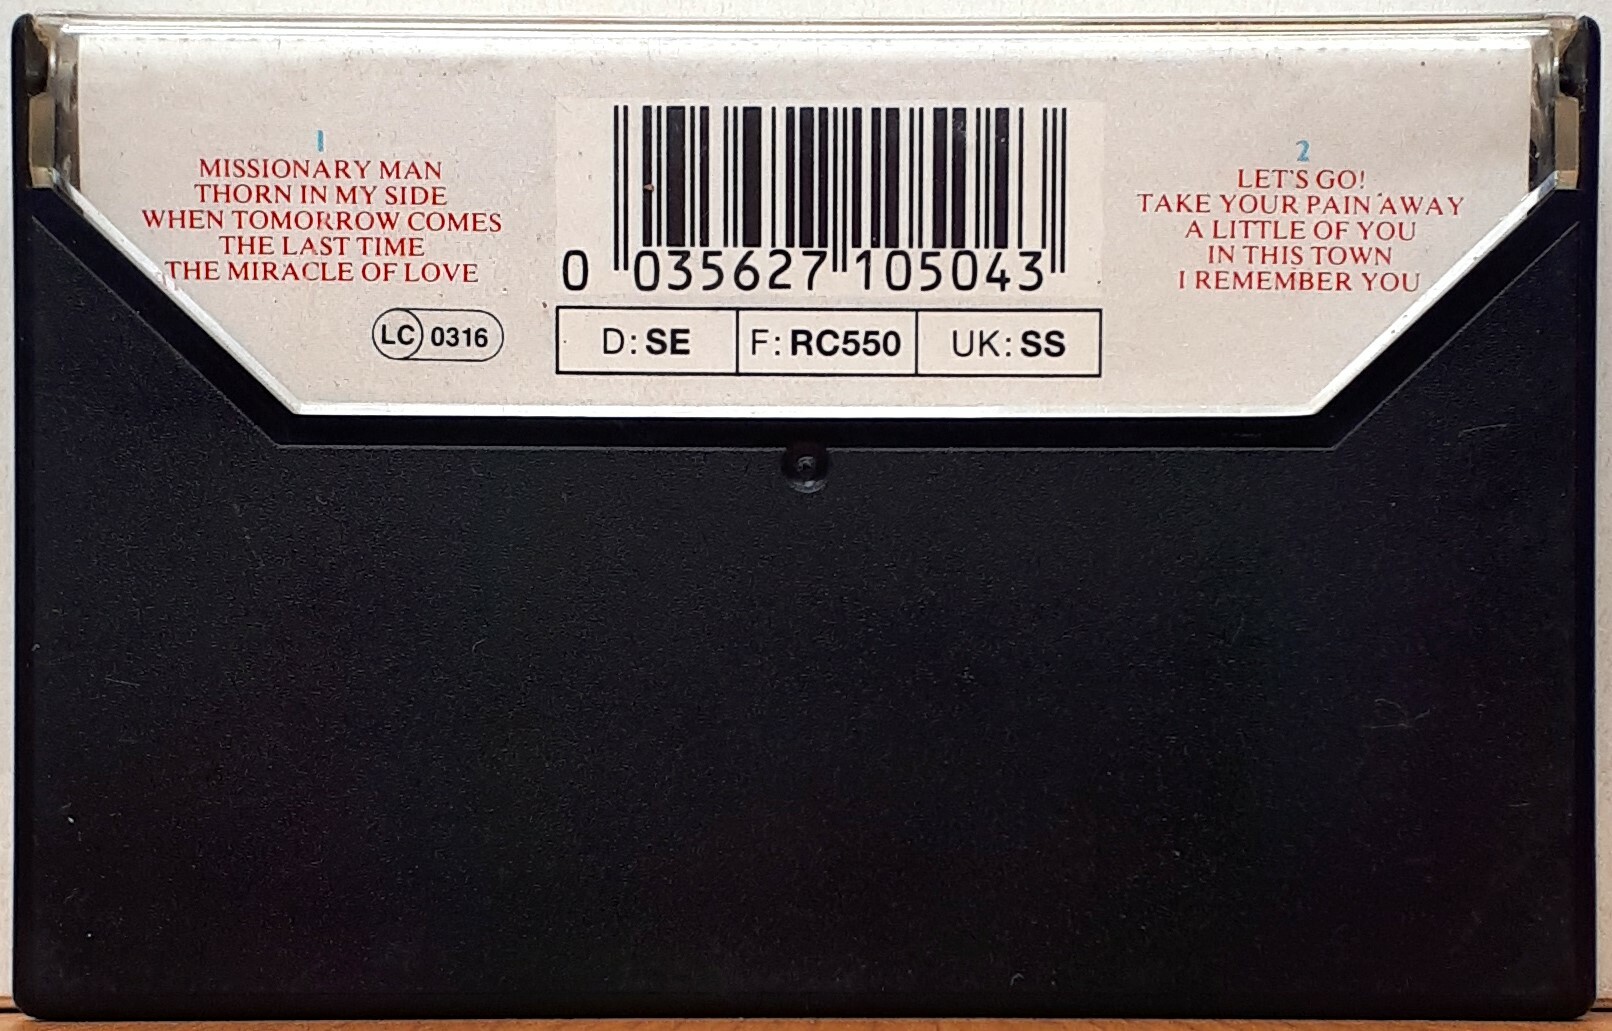 1
MISSIONARY MAN
THORN IN MY SIDE
WHEN TOMORROW COMES
THE LAST TIME
THE MIRACLE OF LOVE
LC 0316
0 035627 105043
D: SE
F: RC550
UK: SS
2
LET'S GO!
TAKE YOUR PAIN AWAY
A LITTLE OF YOU
IN THIS TOWN
I REMEMBER YOU